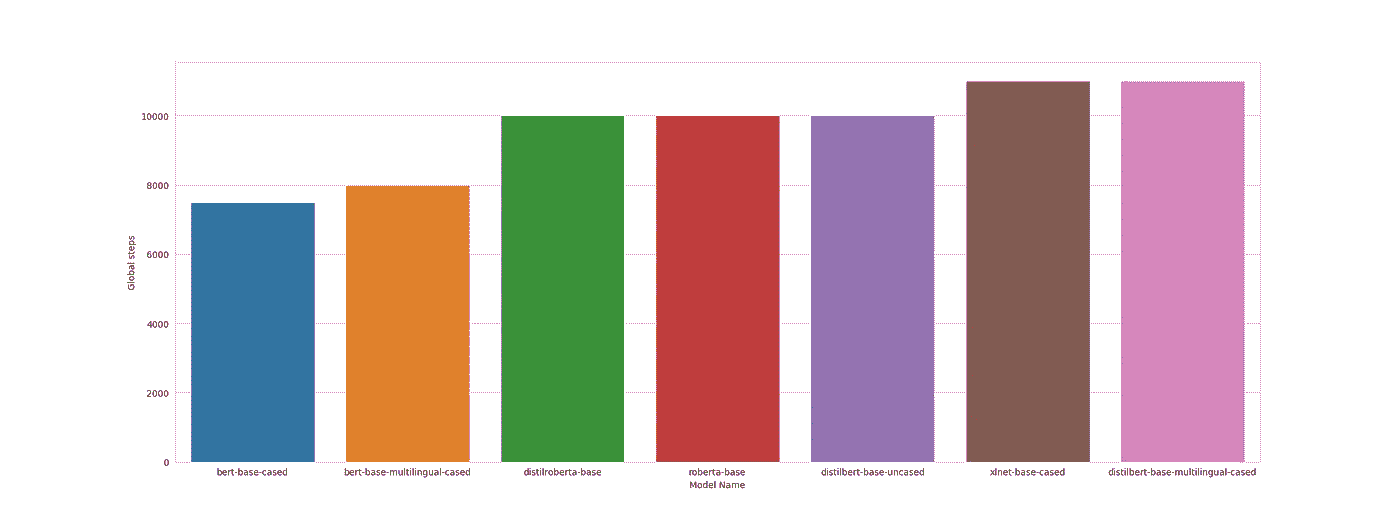 10000
8000
6000
4000
2000
0
Global steps
bert-base-cased
bert-base-multilingual-cased
distilroberta-base
roberta-base
distilbert-base-uncased
xlnet-base-cased
distilbert-base-multilingual-cased
Model Name